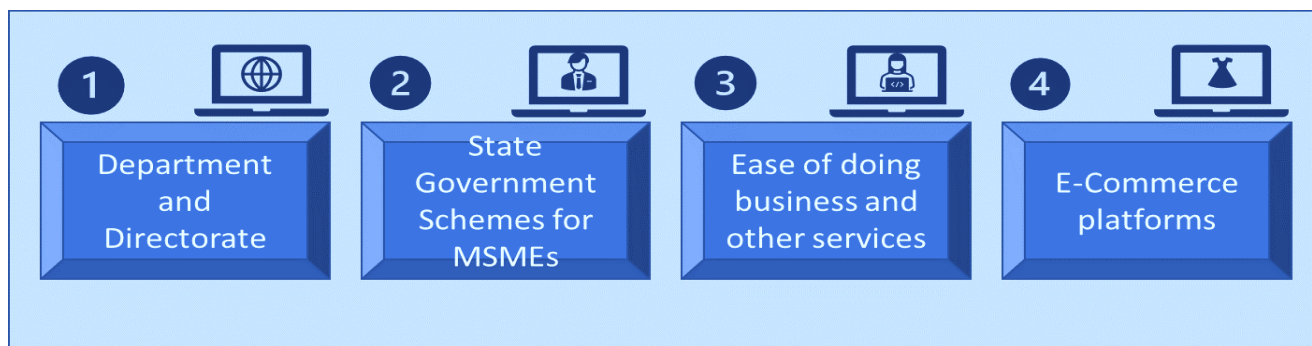 1
Department
and
Directorate
2
State
Government
Schemes for
MSMEs
3
Ease of doing
business and
other services
</>
4
E-Commerce
platforms